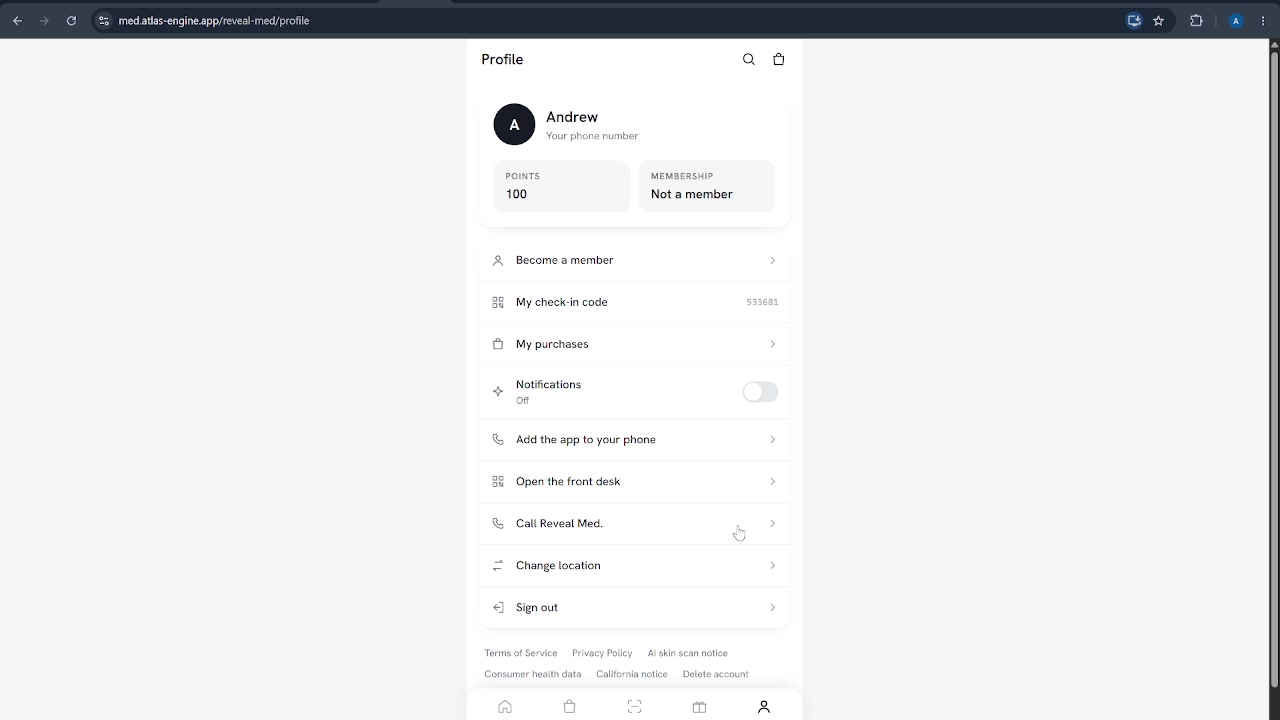 med.atlas-engine.app/reveal-med/profile
A
Profile
A
Andrew
Your phone number
POINTS
100
MEMBERSHIP
Not a member
Become a member
My check-in code
533681
My purchases
Notifications
Off
Add the app to your phone
Open the front desk
Call Reveal Med.
Change location
Sign out
Terms of Service Privacy Policy AI skin scan notice
Consumer health data California notice Delete account